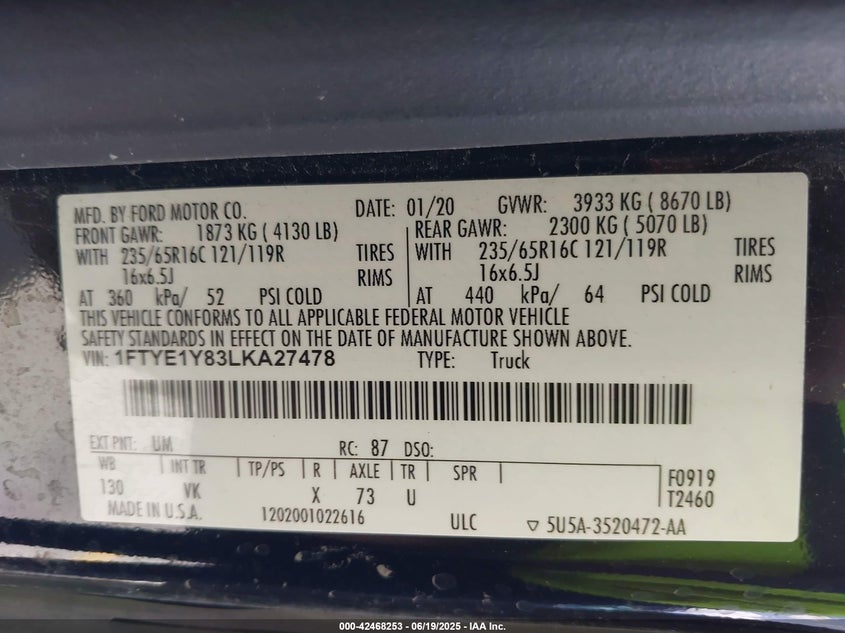 MFD. BY FORD MOTOR CO. DATE: 01/20 GVWR: 3933 KG ( 8670 LB)
FRONT GAWR: 1873 KG ( 4130 LB) REAR GAWR: 2300 KG ( 5070 LB)
WITH 235/65R16C 121/119R TIRES WITH 235/65R16C 121/119R TIRES
16x6.5J RIMS 16x6.5J RIMS
AT 360 kPa/ 52 PSI COLD AT 440 kPa/ 64 PSI COLD
THIS VEHICLE CONFORMS TO ALL APPLICABLE FEDERAL MOTOR VEHICLE
SAFETY STANDARDS IN EFFECT ON THE DATE OF MANUFACTURE SHOWN ABOVE.
VIN: 1FTYE1Y83LKA27478 TYPE: Truck
EXT PNT: UM RC: 87 DSO:
WB INT TR TP/PS R AXLE TR SPR F0919
130 VK X 73 U T2460
MADE IN U.S.A. 1202001022616 ULC ▽ 5U5A-3520472-AA
000-42468253 - 06/19/2025 - IAA Inc.